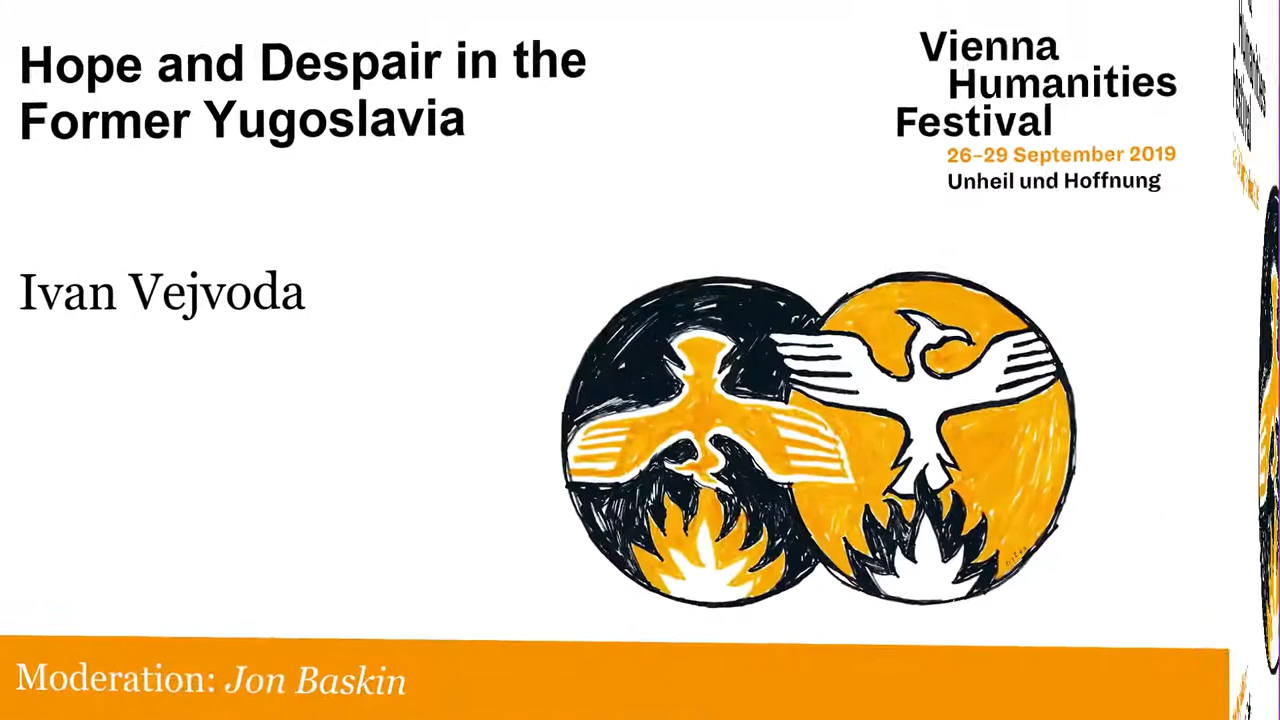 Hope and Despair in the
Former Yugoslavia
Vienna
Humanities
Festival
26–29 September 2019
Unheil und Hoffnung
Ivan Vejvoda
Moderation: Jon Baskin